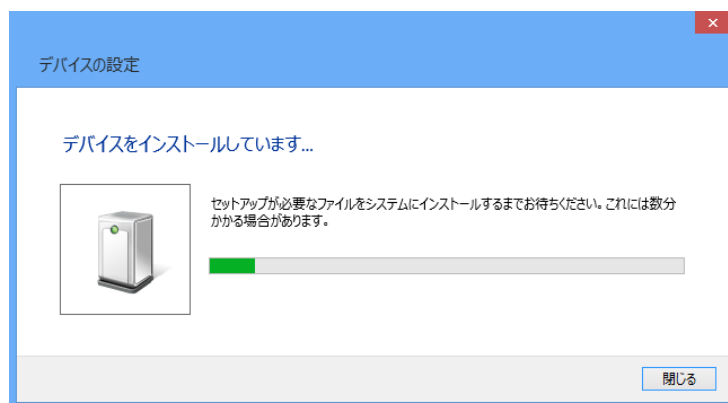 デバイスの設定
デバイスをインストールしています...
セットアップが必要なファイルをシステムにインストールするまでお待ちください。これには数分
かかる場合があります。
閉じる